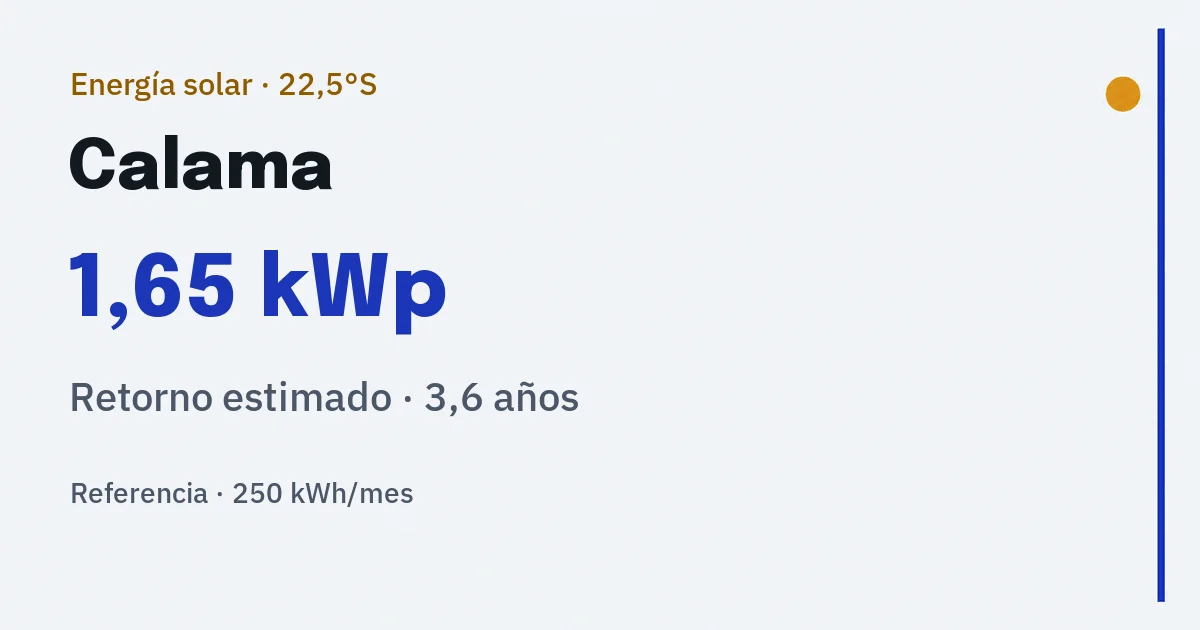 Energía solar · 22,5°S
Calama
1,65 kWp
Retorno estimado · 3,6 años
Referencia · 250 kWh/mes